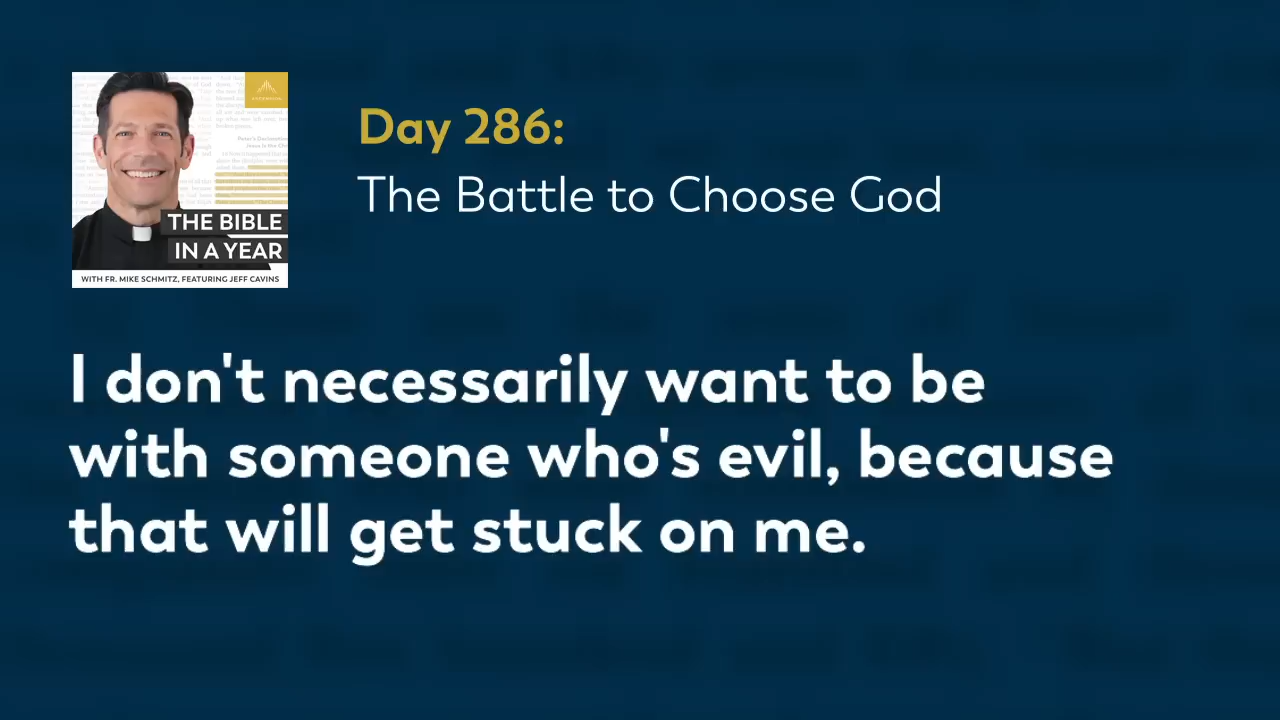 Day 286:
The Battle to Choose God
THE BIBLE
IN A YEAR
WITH FR. MIKE SCHMITZ, FEATURING JEFF CAVINS
I don't necessarily want to be
with someone who's evil, because
that will get stuck on me.